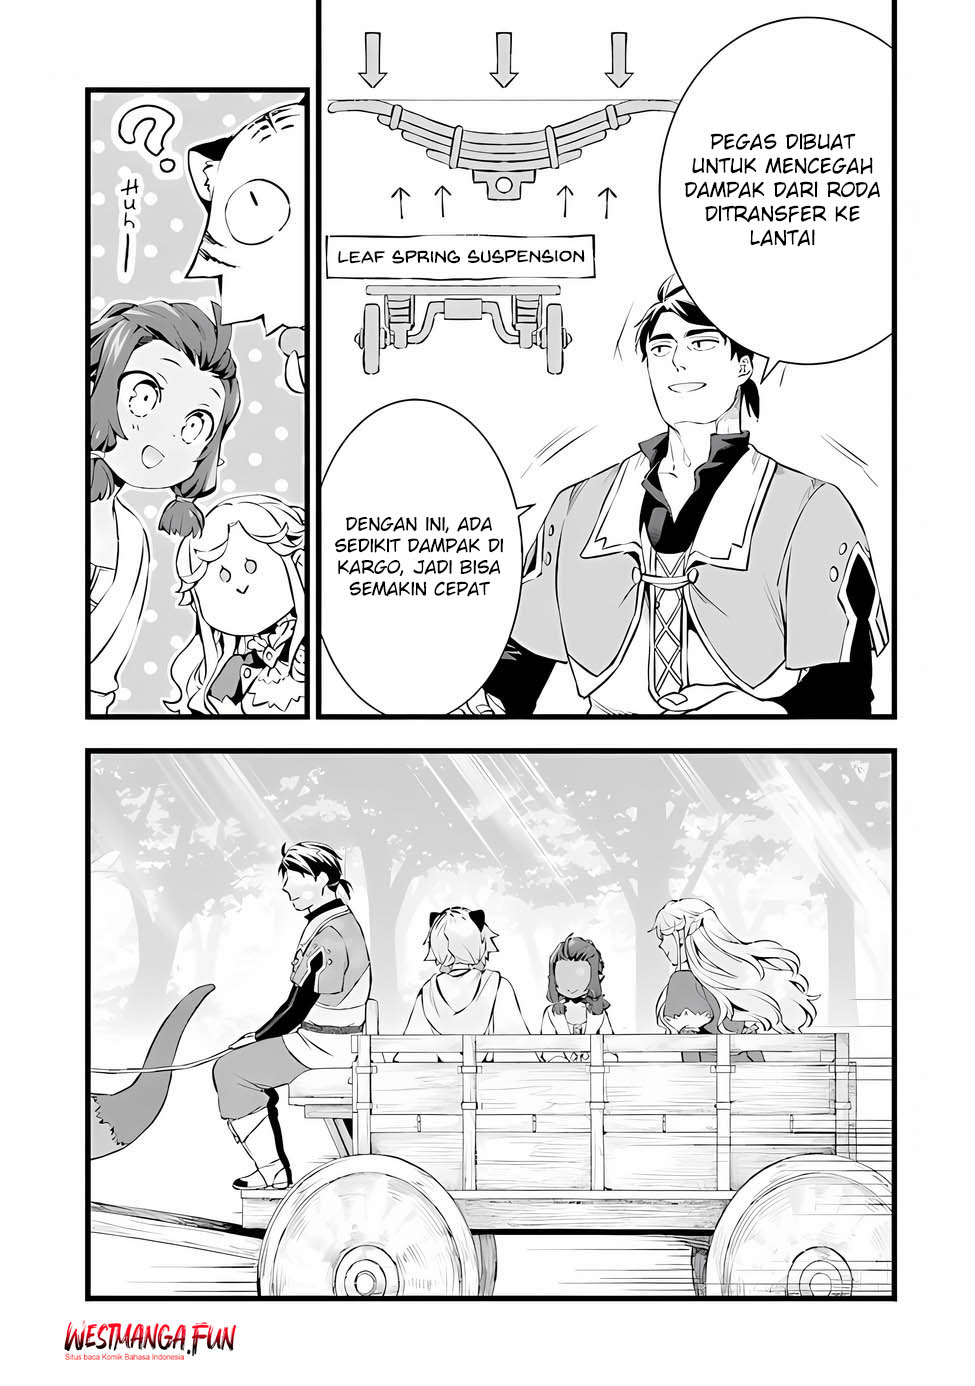 PEGAS DIBUAT
UNTUK MENCEGAH
DAMPAK DARI RODA
DITRANSFER KE
LANTAI
LEAF SPRING SUSPENSION
DENGAN INI, ADA
SEDIKIT DAMPAK DI
KARGO, JADI BISA
SEMAKIN CEPAT
?
Huh—
WESTMANGA.FUN
Situs baca Komik Bahasa Indonesia